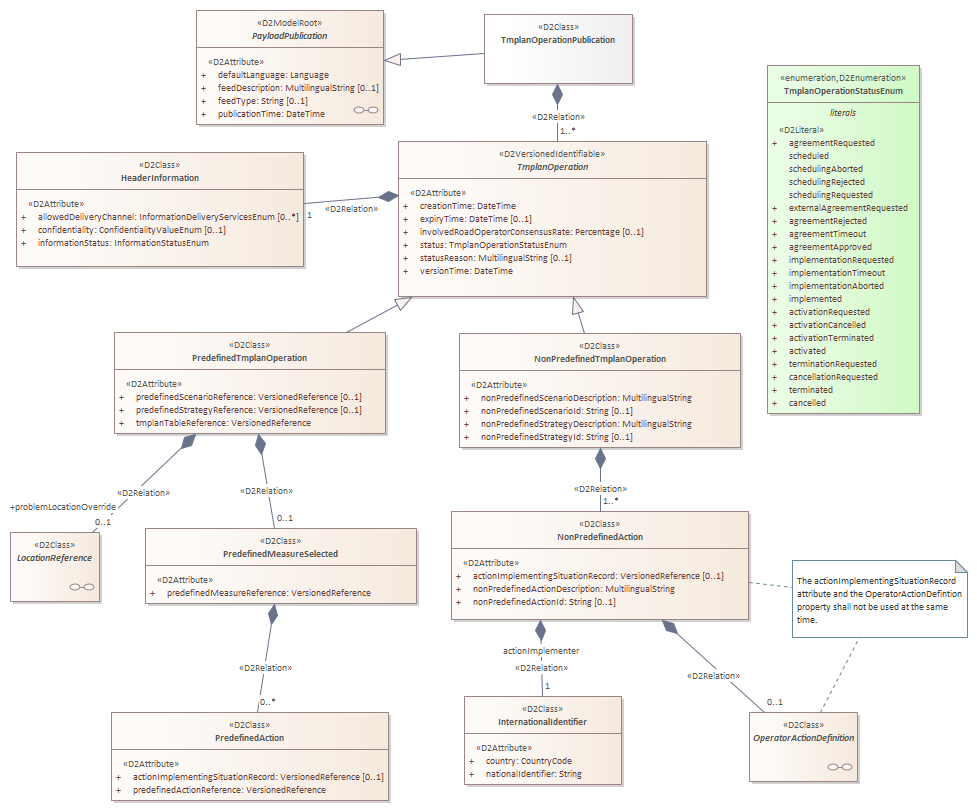 «D2ModelRoot»
PayloadPublication
«D2Attribute»
+ defaultLanguage: Language
+ feedDescription: MultilingualString [0..1]
+ feedType: String [0..1]
+ publicationTime: DateTime
«D2Class»
TmplanOperationPublication
«D2Relation»
1..*
«enumeration,D2Enumeration»
TmplanOperationStatusEnum
literals
«D2Literal»
+ agreementRequested
scheduled
schedulingAborted
schedulingRejected
schedulingRequested
+ externalAgreementRequested
+ agreementRejected
+ agreementTimeout
+ agreementApproved
+ implementationRequested
+ implementationTimeout
+ implementationAborted
+ implemented
+ activationRequested
+ activationCancelled
+ activationTerminated
+ activated
+ terminationRequested
+ cancellationRequested
+ terminated
+ cancelled
«D2Class»
HeaderInformation
«D2Attribute»
+ allowedDeliveryChannel: InformationDeliveryServicesEnum [0..*]
+ confidentiality: ConfidentialityValueEnum [0..1]
+ informationStatus: InformationStatusEnum
1
«D2Relation»
«D2VersionedIdentifiable»
TmplanOperation
«D2Attribute»
+ creationTime: DateTime
+ expiryTime: DateTime [0..1]
+ involvedRoadOperatorConsensusRate: Percentage [0..1]
+ status: TmplanOperationStatusEnum
+ statusReason: MultilingualString [0..1]
+ versionTime: DateTime
«D2Class»
PredefinedTmplanOperation
«D2Attribute»
+ predefinedScenarioReference: VersionedReference [0..1]
+ predefinedStrategyReference: VersionedReference [0..1]
+ tmplanTableReference: VersionedReference
«D2Class»
NonPredefinedTmplanOperation
«D2Attribute»
+ nonPredefinedScenarioDescription: MultilingualString
+ nonPredefinedScenarioId: String [0..1]
+ nonPredefinedStrategyDescription: MultilingualString
+ nonPredefinedStrategyId: String [0..1]
«D2Relation»
+problemLocationOverride
0..1
«D2Relation»
0..1
«D2Relation»
1..*
«D2Class»
LocationReference
«D2Class»
PredefinedMeasureSelected
«D2Attribute»
+ predefinedMeasureReference: VersionedReference
«D2Class»
NonPredefinedAction
«D2Attribute»
+ actionImplementingSituationRecord: VersionedReference [0..1]
+ nonPredefinedActionDescription: MultilingualString
+ nonPredefinedActionId: String [0..1]
The actionImplementingSituationRecord
attribute and the OperatorActionDefintion
property shall not be used at the same
time.
«D2Relation»
0..*
actionImplementer
«D2Relation»
1
«D2Relation»
0..1
«D2Class»
PredefinedAction
«D2Attribute»
+ actionImplementingSituationRecord: VersionedReference [0..1]
+ predefinedActionReference: VersionedReference
«D2Class»
InternationalIdentifier
«D2Attribute»
+ country: CountryCode
+ nationalIdentifier: String
«D2Class»
OperatorActionDefinition